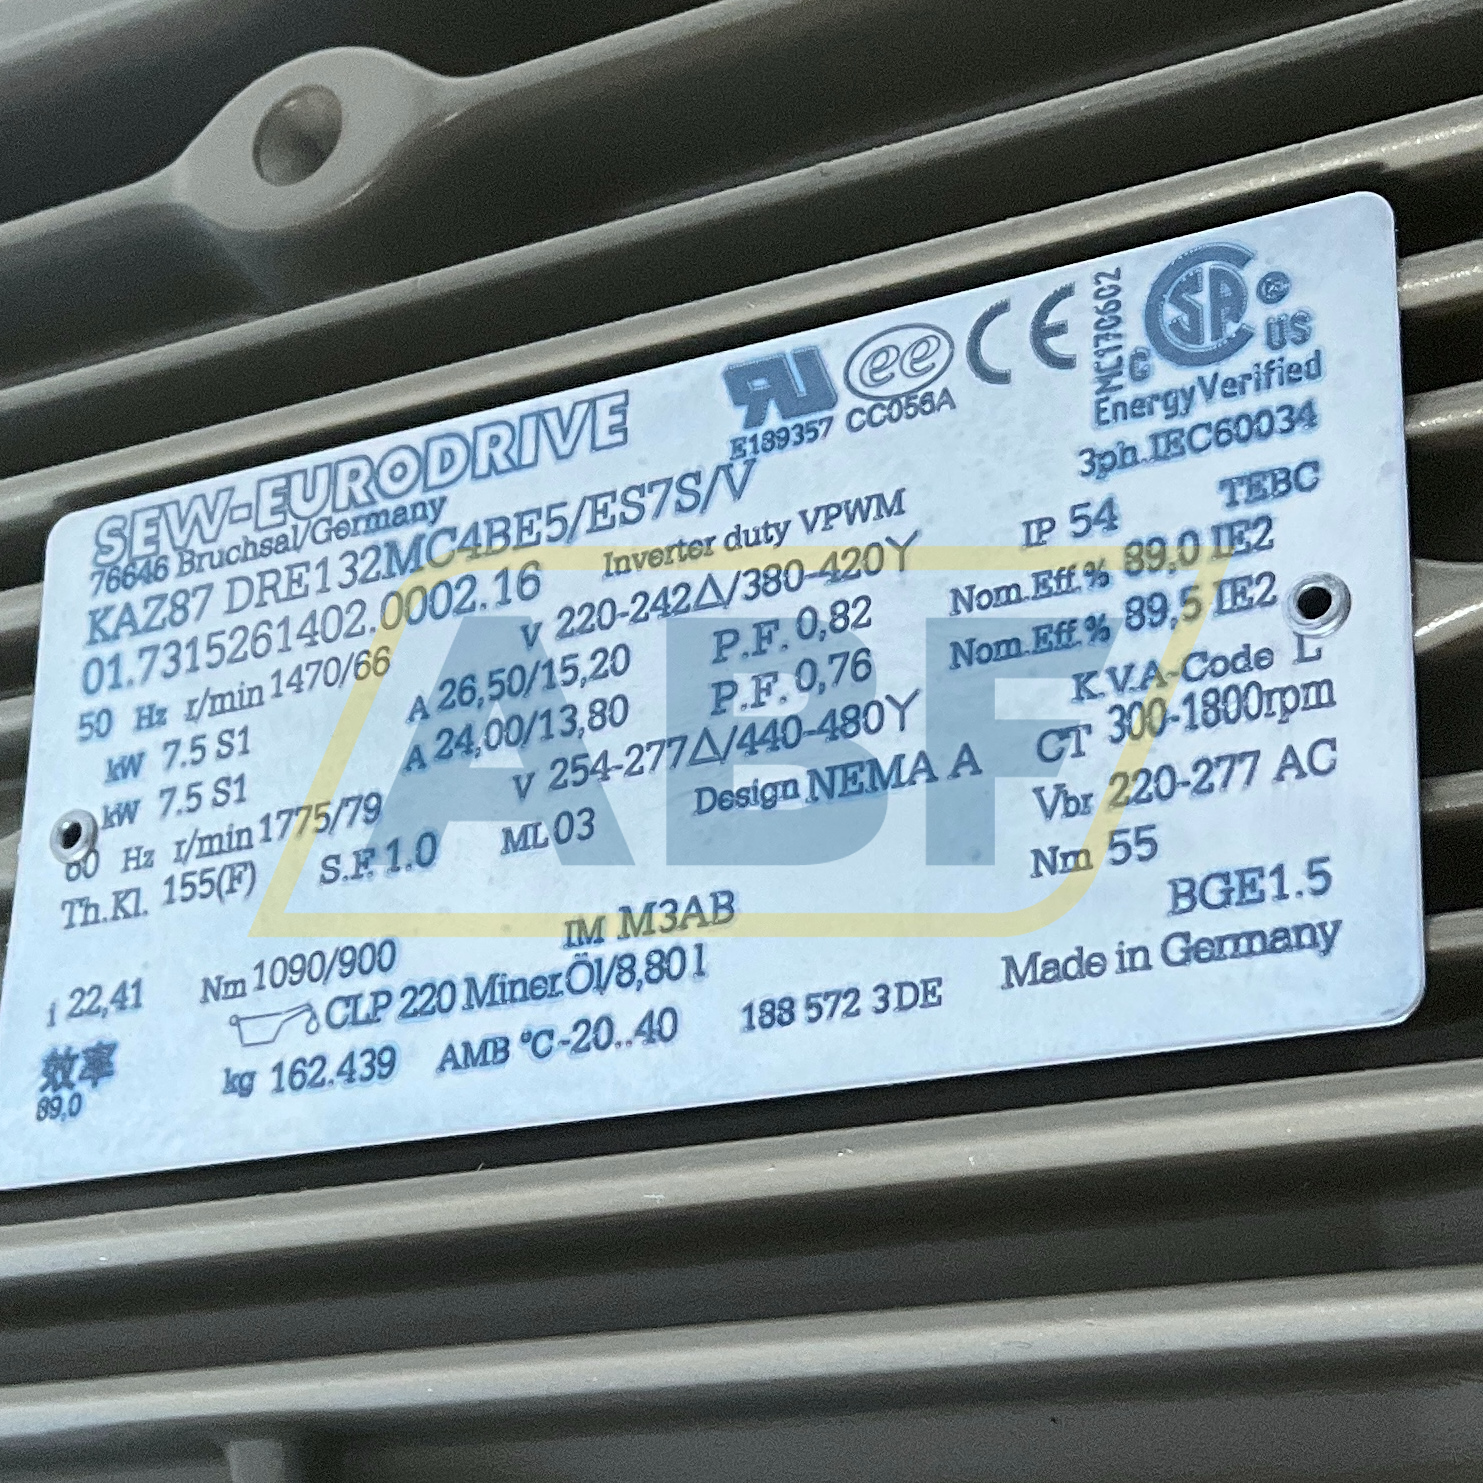 SEW-EURODRIVE
76646 Bruchsal/Germany
E189357 CC056A
CE
MC170602
C US
EnergyVerified
3ph.IEC60034
KAZ87 DRE132MC4BE5/ES7S/V
TEBC
01.7315261402.0002.16 Inverter duty VPWM IP 54
50 Hz r/min 1470/66 V 220-242Δ/380-420Y Nom.Eff.% 89,0 IE2
kW 7.5 S1 A 26,50/15,20 P.F. 0,82 Nom.Eff.% 89,5 IE2
kW 7.5 S1 A 24,00/13,80 P.F. 0,76 K.V.A-Code L
60 Hz r/min 1775/79 V 254-277Δ/440-480Y CT 300-1800rpm
Th.Kl. 155(F) S.F. 1.0 ML 03 Design NEMA A Vbr 220-277 AC
Nm 55
i 22,41 Nm 1090/900 IM M3AB BGE1.5
CLP 220 Miner.Öl/8,80 l Made in Germany
效率 kg 162.439 AMB °C -20..40 188 572 3 DE
89,0
ABF